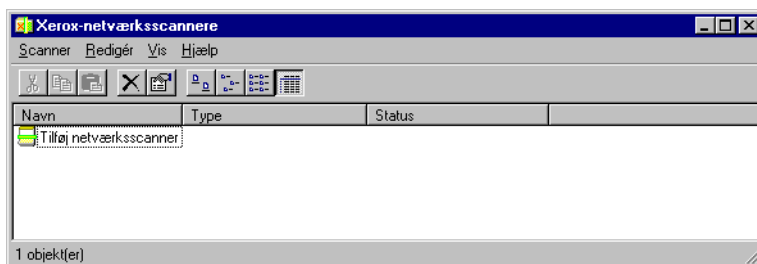 Xerox-netværksscannere
Scanner Redigér Vis Hjælp
Navn Type Status
Tilføj netværksscanner
1 objekt(er)